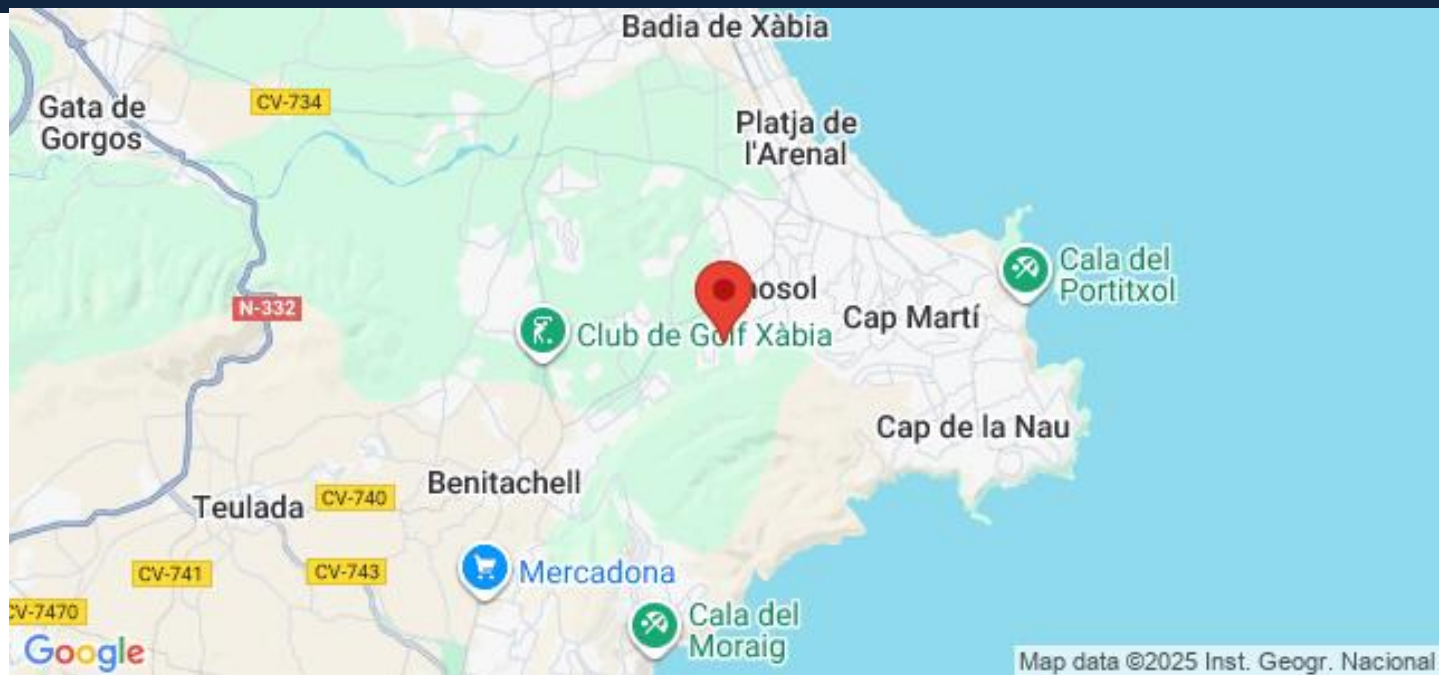 Badia de Xàbia
Gata de
Gorgos
CV-734
Platja de
l'Arenal
Cala del
Portitxol
N-332
Cap Martí
Club de Golf Xàbia
Cap de la Nau
Benitachell
Teulada
CV-740
CV-741
CV-743
Mercadona
CV-7470
Cala del
Moraig
Google
Map data ©2025 Inst. Geogr. Nacional